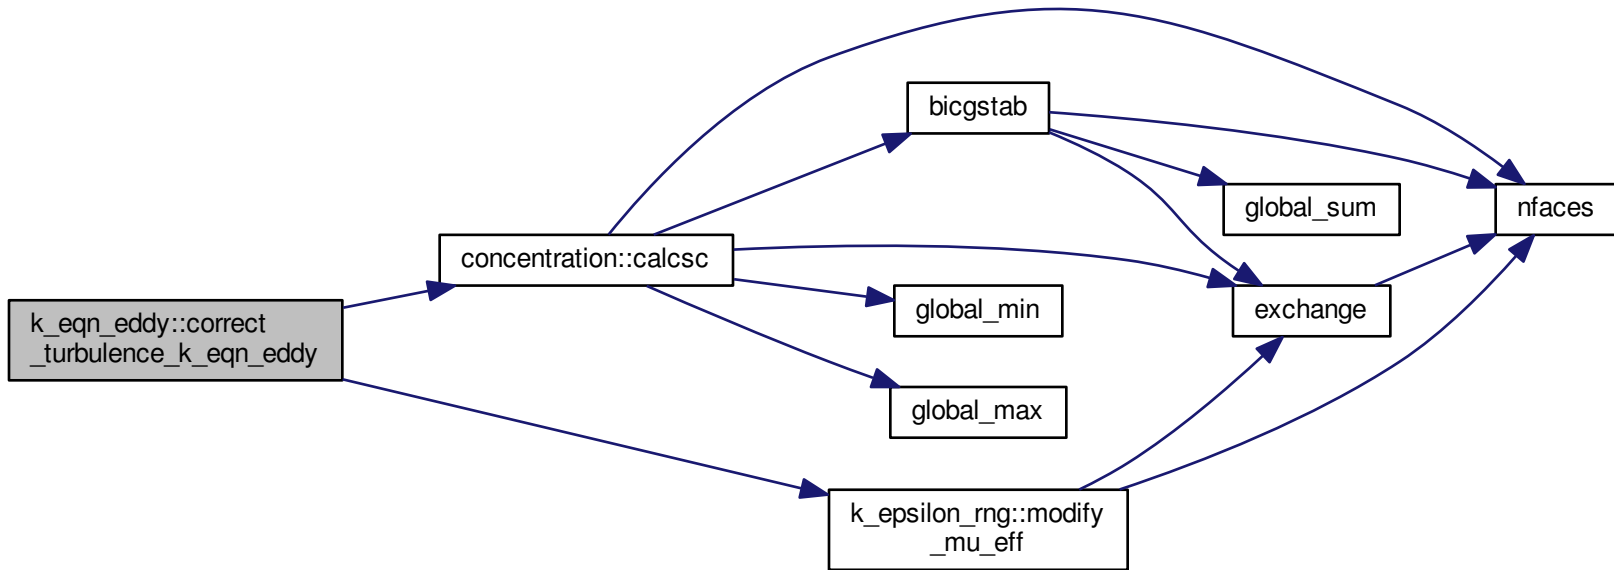 k_eqn_eddy::correct
_turbulence_k_eqn_eddy
concentration::calcsc
bicgstab
global_sum
nfaces
exchange
global_min
global_max
k_epsilon_rng::modify
_mu_eff